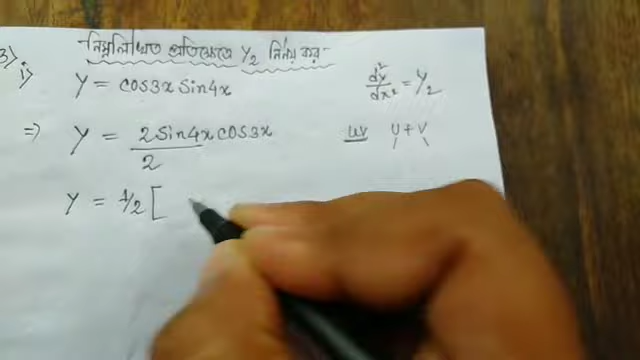 3) i) নিম্নলিখিত প্রতিক্ষেত্রে y₂ নির্ণয় কর-
y = cos3x sin4x
d²y/dx² = y₂
⇒ y = 2sin4x cos3x / 2
uv u+v
y = 1/2 [